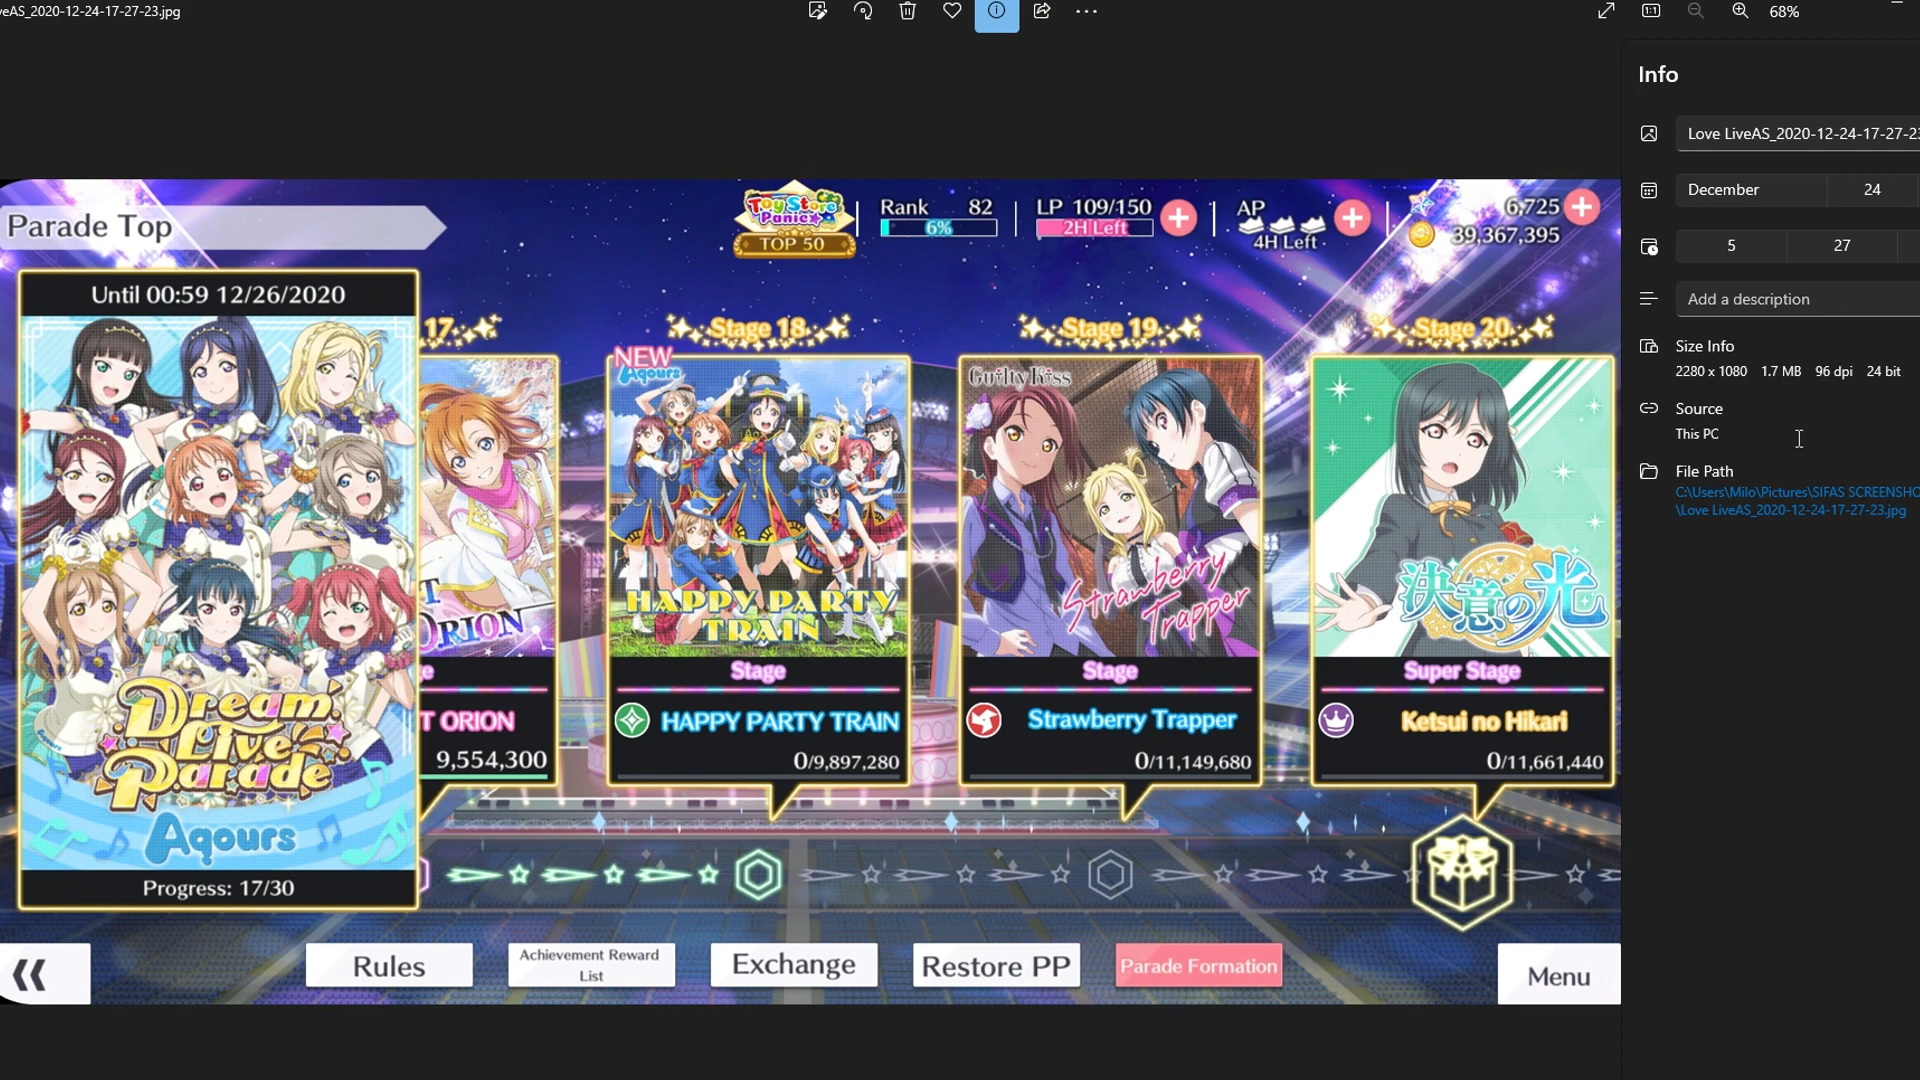 veAS_2020-12-24-17-27-23.jpg
68%
Info
Love LiveAS_2020-12-24-17-27-23
December 24
5 27
Add a description
Size Info
2280 x 1080 1.7 MB 96 dpi 24 bit
Source
This PC
File Path
C:\Users\Milo\Pictures\SIFAS SCREENSHO
\Love LiveAS_2020-12-24-17-27-23.jpg
Parade Top
Toy Store
Panic
TOP 50
Rank 82
6%
LP 109/150
2H Left
AP
4H Left
6,725
39,367,395
Until 00:59 12/26/2020
Dream
Live
Parade
Aqours
Progress: 17/30
17
T
ORION
T ORION
9,554,300
Stage 18
NEW
Aqours
HAPPY PARTY
TRAIN
Stage
HAPPY PARTY TRAIN
0/9,897,280
Stage 19
Guilty Kiss
Strawberry
Trapper
Stage
Strawberry Trapper
0/11,149,680
Stage 20
決意の光
Super Stage
Ketsui no Hikari
0/11,661,440
Rules
Achievement Reward
List
Exchange
Restore PP
Parade Formation
Menu